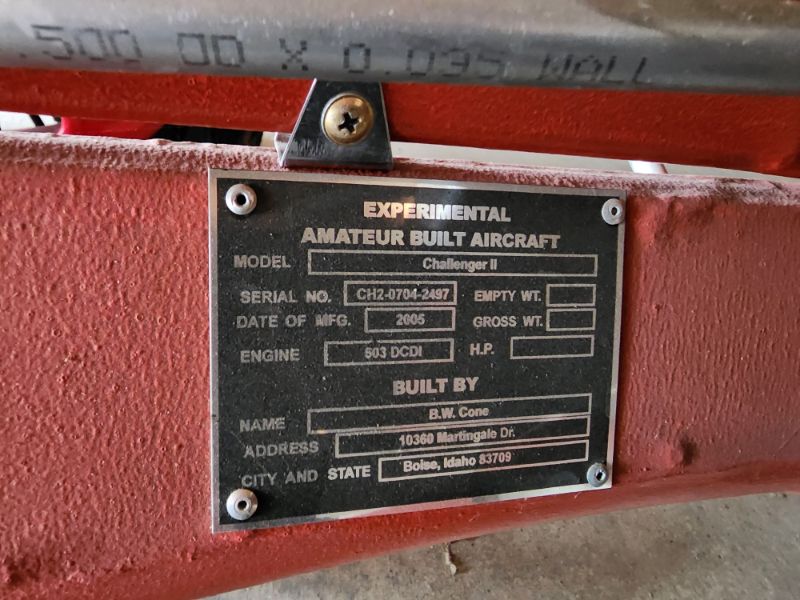 .500 OD X 0.035 WALL
EXPERIMENTAL
AMATEUR BUILT AIRCRAFT
MODEL Challenger II
SERIAL NO. CH2-0704-2497 EMPTY WT.
DATE OF MFG. 2005 GROSS WT.
ENGINE 503 DCDI H.P.
BUILT BY
NAME B.W. Cone
ADDRESS 10360 Martingale Dr.
CITY AND STATE Boise, Idaho 83709